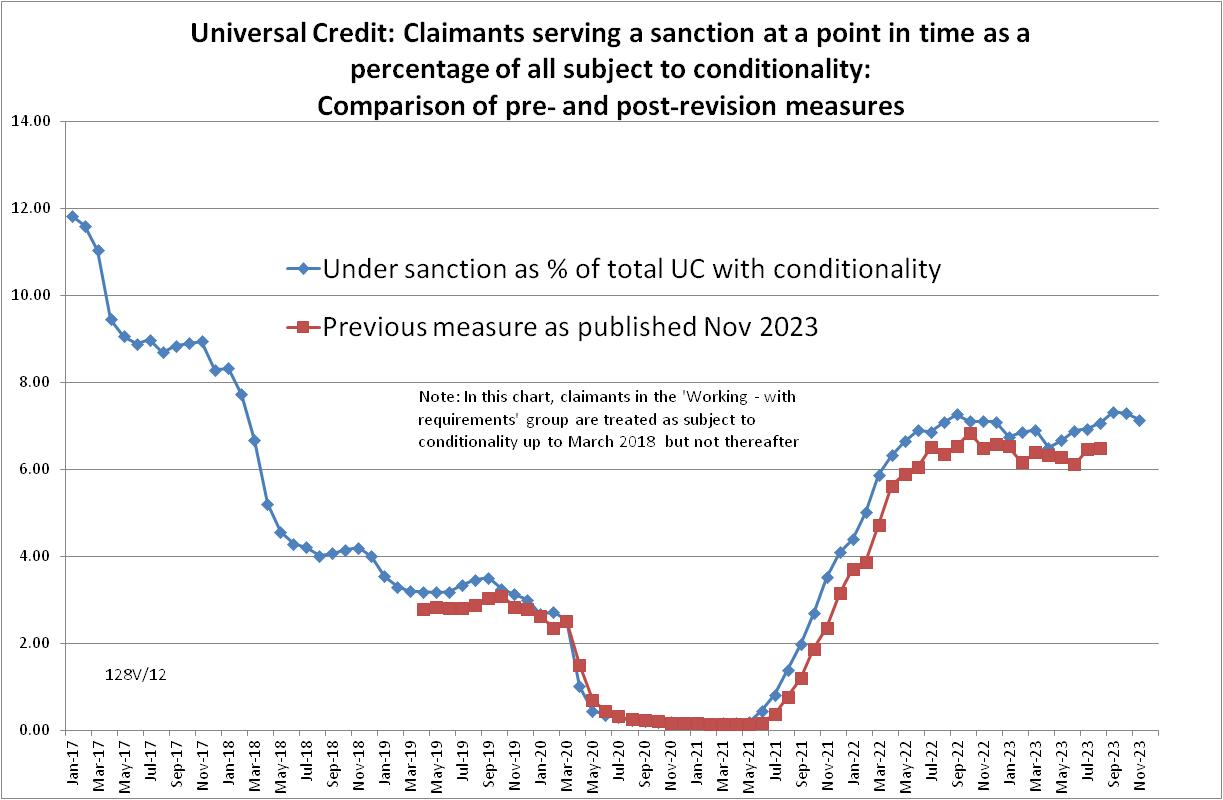 Universal Credit: Claimants serving a sanction at a point in time as a
percentage of all subject to conditionality:
Comparison of pre- and post-revision measures
14.00
12.00
10.00
8.00
6.00
4.00
2.00
0.00
Under sanction as % of total UC with conditionality
Previous measure as published Nov 2023
Note: In this chart, claimants in the 'Working - with
requirements' group are treated as subject to
conditionality up to March 2018 but not thereafter
128V/12
Jan-17
Mar-17
May-17
Jul-17
Sep-17
Nov-17
Jan-18
Mar-18
May-18
Jul-18
Sep-18
Nov-18
Jan-19
Mar-19
May-19
Jul-19
Sep-19
Nov-19
Jan-20
Mar-20
May-20
Jul-20
Sep-20
Nov-20
Jan-21
Mar-21
May-21
Jul-21
Sep-21
Nov-21
Jan-22
Mar-22
May-22
Jul-22
Sep-22
Nov-22
Jan-23
Mar-23
May-23
Jul-23
Sep-23
Nov-23